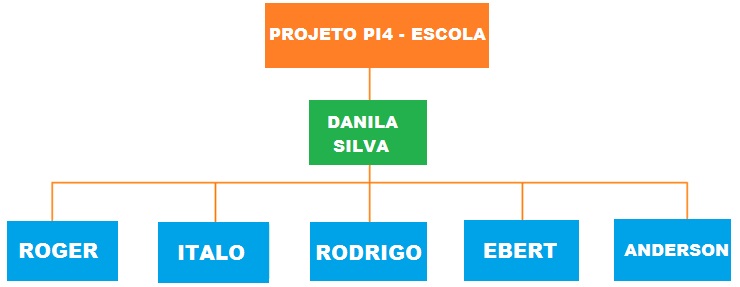 PROJETO PI4 - ESCOLA
DANILA
SILVA
ROGER
ITALO
RODRIGO
EBERT
ANDERSON